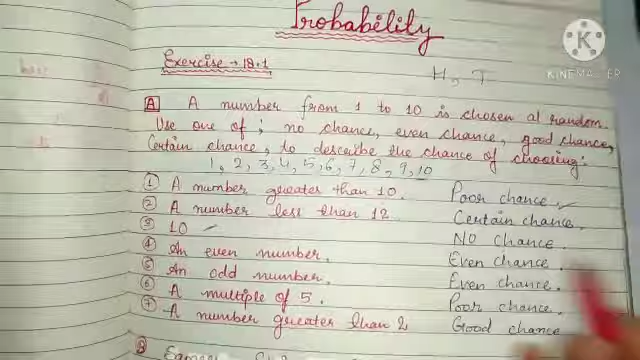 Probability
Exercise → 18.1
H, T
KINEMASTER
A A number from 1 to 10 is chosen at random.
Use one of ; no chance, even chance, good chance,
Certain chance, to describe the chance of choosing:
1, 2, 3, 4, 5, 6, 7, 8, 9, 10
① A number greater than 10. Poor chance,
② A number less than 12 Certain chance.
③ 10 NO chance.
④ An even number. Even chance.
⑤ An odd number. Even chance.
⑥ A multiple of 5. Poor chance.
⑦ A number greater than 2 Good chance
B